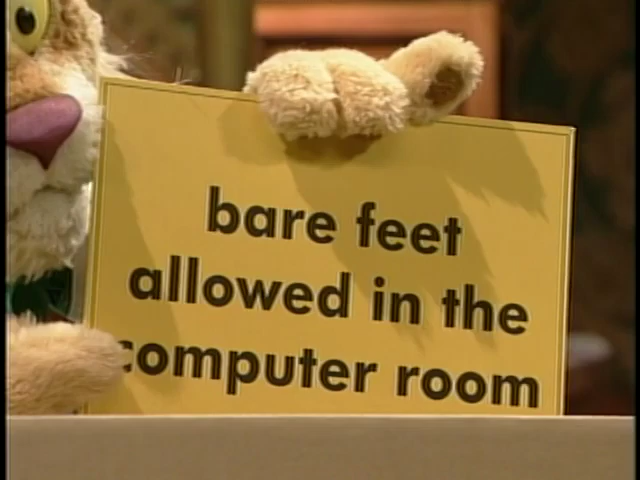 bare feet
allowed in the
computer room